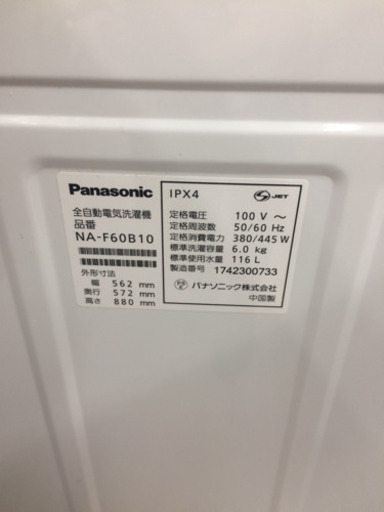 Panasonic
全自動電気洗濯機
品番
NA-F60B10
外形寸法
幅 562 mm
奥行 572 mm
高さ 880 mm
IPX4
S JET
定格電圧 100 V ～
定格周波数 50/60 Hz
定格消費電力 380/445 W
標準洗濯容量 6.0 kg
標準使用水量 116 L
製造番号 1742300733
パナソニック株式会社
中国製